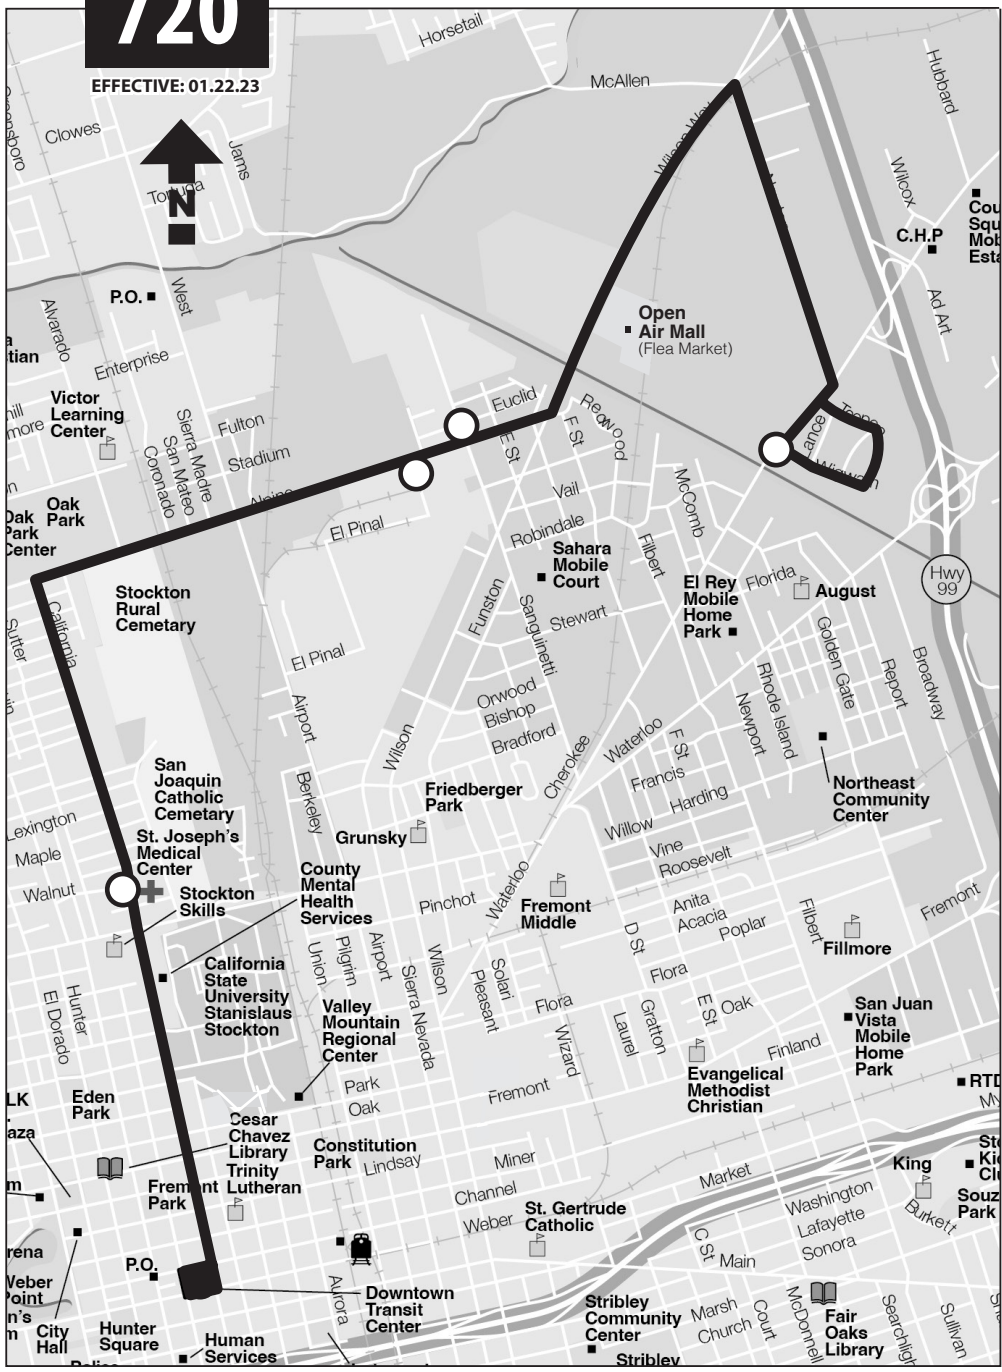 720
EFFECTIVE: 01.22.23
N
Horsetail
McAllen
Hubbard
Clowes
Jams
Tortuga
Wilson Way
Wilcox
C.H.P
Ad Art
P.O.
West
Alvarado
Enterprise
Open
Air Mall
(Flea Market)
Victor
Learning
Center
Sierra Madre
San Mateo
Coronado
Fulton
Stadium
Alpine
Euclid
E St
F St
Redwood
Teepee
Lance
Wigwam
Oak
Park
Oak
Park
Center
El Pinal
Vail
Robindale
McComb
Filbert
Sahara
Mobile
Court
Hwy
99
Stockton
Rural
Cemetary
California
Sutter
Funston
Sanguinetti
Stewart
El Rey
Mobile
Home
Park
Florida
August
Golden Gate
Report
Broadway
El Pinal
Airport
Orwood
Bishop
Bradford
Wilson
Cherokee
Waterloo
F St
Newport
Rhode Island
Francis
Harding
Northeast
Community
Center
San
Joaquin
Catholic
Cemetary
Berkeley
Friedberger
Park
Grunsky
Lexington
Maple
Walnut
St. Joseph's
Medical
Center
Willow
Vine
Roosevelt
Stockton
Skills
County
Mental
Health
Services
Pinchot
Waterloo
Fremont
Middle
Anita
Acacia
Poplar
Filbert
Fillmore
Fremont
D St
California
State
University
Stanislaus
Stockton
Union
Pilgrim
Airport
Sierra Nevada
Wilson
Pleasant
Solari
Flora
Flora
Hunter
El Dorado
Valley
Mountain
Regional
Center
Wizard
Laurel
Gratton
E St
Oak
Finland
San Juan
Vista
Mobile
Home
Park
Evangelical
Methodist
Christian
Eden
Park
Park
Oak
Fremont
RTD
Cesar
Chavez
Library
Trinity
Lutheran
Constitution
Park
Lindsay
Miner
Channel
Weber
Market
King
Burkett
Fremont
Park
St. Gertrude
Catholic
Washington
Lafayette
Sonora
C St
Main
P.O.
Downtown
Transit
Center
Aurora
Stribley
Community
Center
Stribley
Marsh
Church
Court
McDonnell
Fair
Oaks
Library
Sullivan
City
Hall
Hunter
Square
Human
Services